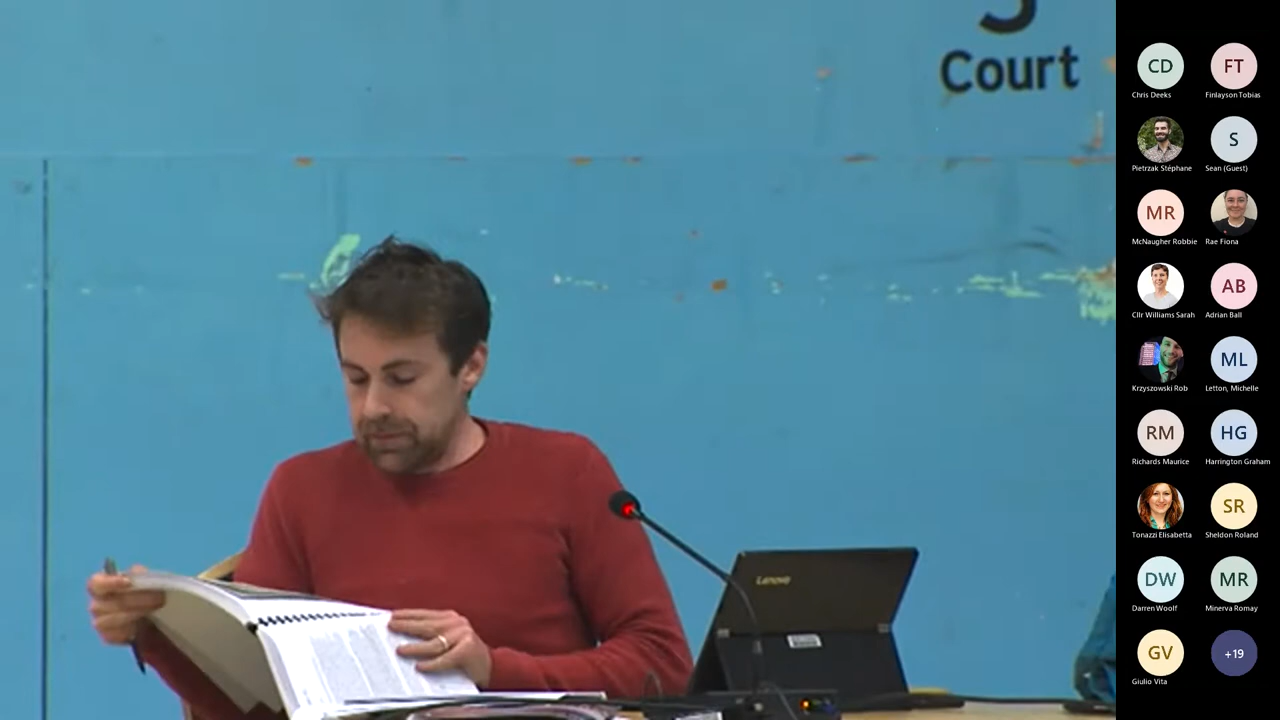 Court
Lenovo
CD
FT
Chris Deeks
Finlayson Tobias
S
Pietrzak Stéphane
Sean (Guest)
MR
McNaugher Robbie
Rae Fiona
AB
Cllr Williams Sarah
Adrian Ball
ML
Krzyszowski Rob
Letton, Michelle
RM
HG
Richards Maurice
Harrington Graham
SR
Tonazzi Elisabetta
Sheldon Roland
DW
MR
Darren Woolf
Minerva Romay
GV
+19
Giulio Vita